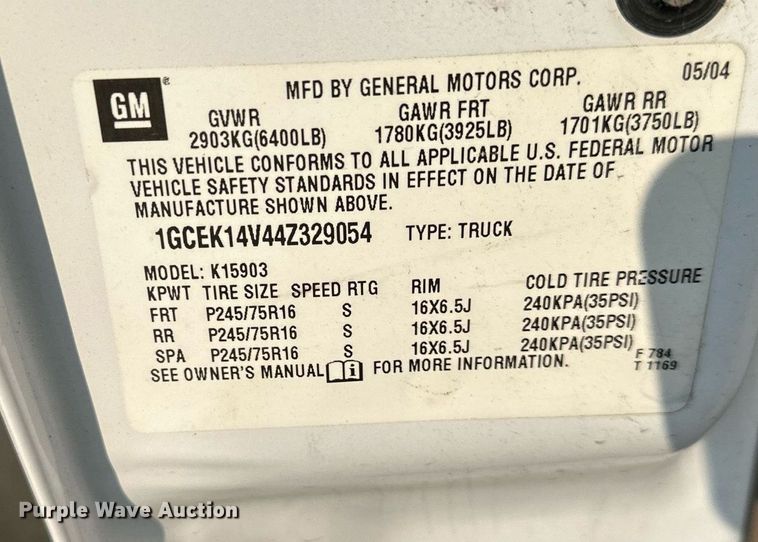 GM
MFD BY GENERAL MOTORS CORP. 05/04
GVWR GAWR FRT GAWR RR
2903KG(6400LB) 1780KG(3925LB) 1701KG(3750LB)
THIS VEHICLE CONFORMS TO ALL APPLICABLE U.S. FEDERAL MOTOR
VEHICLE SAFETY STANDARDS IN EFFECT ON THE DATE OF
MANUFACTURE SHOWN ABOVE.
1GCEK14V44Z329054 TYPE: TRUCK
MODEL: K15903
KPWT TIRE SIZE SPEED RTG RIM COLD TIRE PRESSURE
FRT P245/75R16 S 16X6.5J 240KPA(35PSI)
RR P245/75R16 S 16X6.5J 240KPA(35PSI)
SPA P245/75R16 S 16X6.5J 240KPA(35PSI)
SEE OWNER'S MANUAL i FOR MORE INFORMATION.
F 784
T 1169
Purple Wave Auction